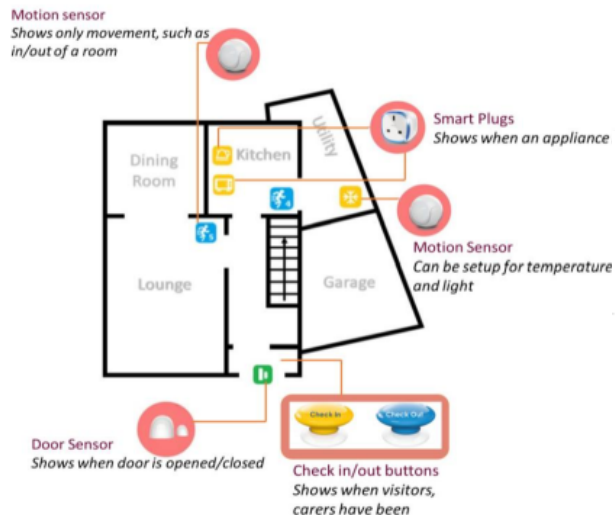 Motion sensor
Shows only movement, such as
in/out of a room
Smart Plugs
Shows when an appliance
Utility
Kitchen
Dining
Room
4
5
Motion Sensor
Can be setup for temperature
and light
Lounge
Garage
Check In
Check Out
Door Sensor
Shows when door is opened/closed
Check in/out buttons
Shows when visitors,
carers have been